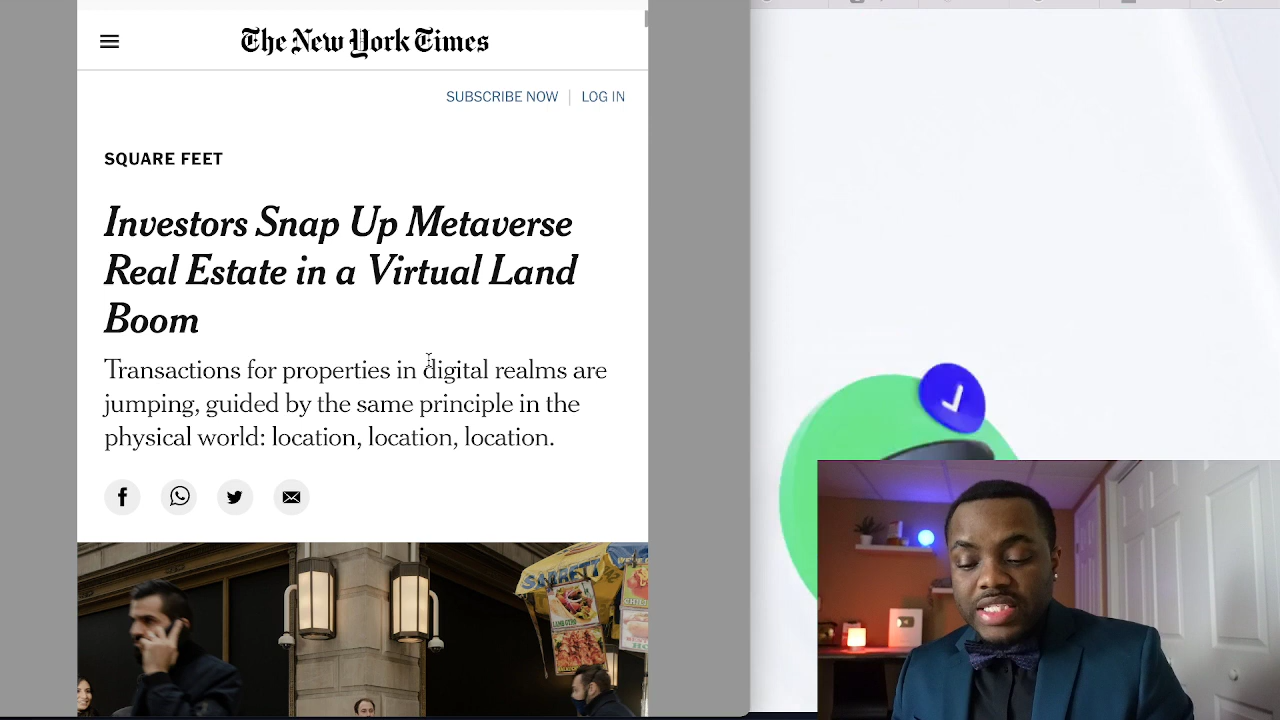 The New York Times
SUBSCRIBE NOW | LOG IN
SQUARE FEET
Investors Snap Up Metaverse
Real Estate in a Virtual Land
Boom
Transactions for properties in digital realms are
jumping, guided by the same principle in the
physical world: location, location, location.
SABRETT